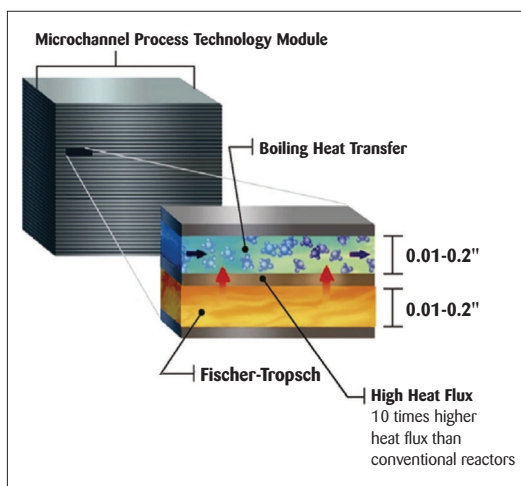 Microchannel Process Technology Module
Boiling Heat Transfer
0.01-0.2"
0.01-0.2"
Fischer-Tropsch
High Heat Flux
10 times higher
heat flux than
conventional reactors